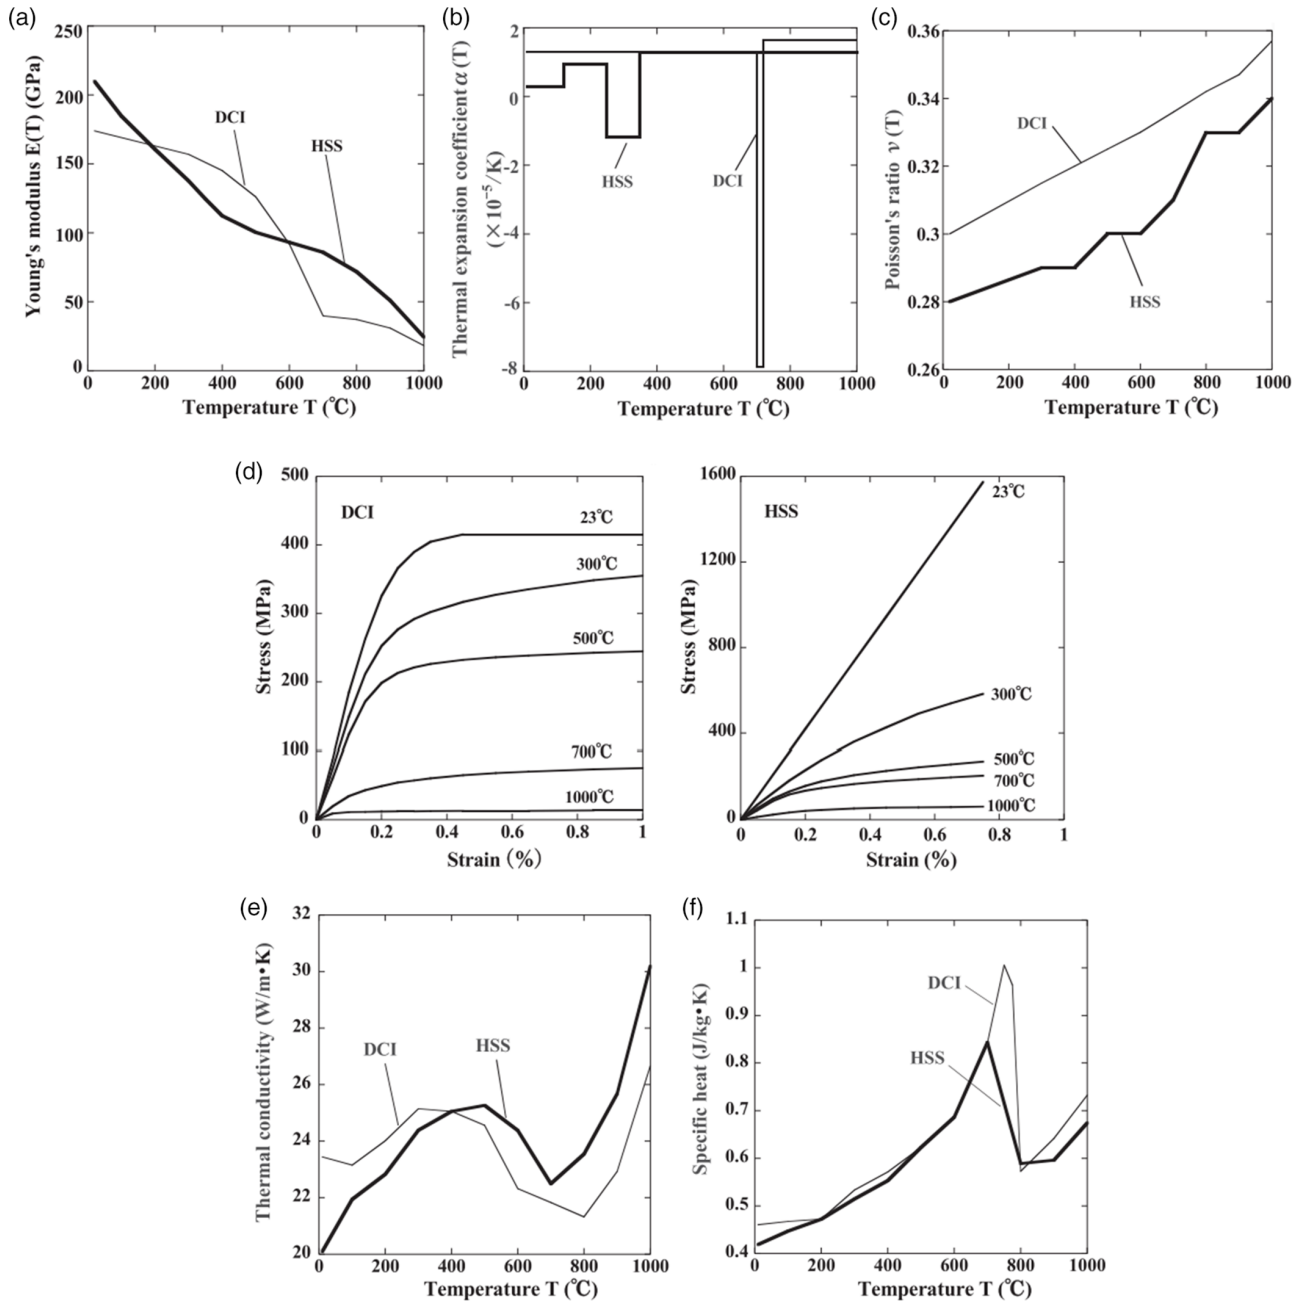 (a)
Young's modulus E(T) (GPa)
250
200
150
100
50
0
DCI
HSS
0 200 400 600 800 1000
Temperature T (℃)
(b)
Thermal expansion coefficient α (T)
(×10⁻⁵/K)
2
0
-2
-4
-6
-8
HSS
DCI
0 200 400 600 800 1000
Temperature T (℃)
(c)
Poisson's ratio ν (T)
0.36
0.34
0.32
0.3
0.28
0.26
DCI
HSS
0 200 400 600 800 1000
Temperature T (℃)
(d)
Stress (MPa)
500
400
300
200
100
0
DCI
23℃
300℃
500℃
700℃
1000℃
0 0.2 0.4 0.6 0.8 1
Strain (%)
Stress (MPa)
1600
1200
800
400
0
HSS
23℃
300℃
500℃
700℃
1000℃
0 0.2 0.4 0.6 0.8 1
Strain (%)
(e)
Thermal conductivity (W/m•K)
32
30
28
26
24
22
20
DCI
HSS
0 200 400 600 800 1000
Temperature T (℃)
(f)
Specific heat (J/kg•K)
1.1
1
0.9
0.8
0.7
0.6
0.5
0.4
DCI
HSS
0 200 400 600 800 1000
Temperature T (℃)